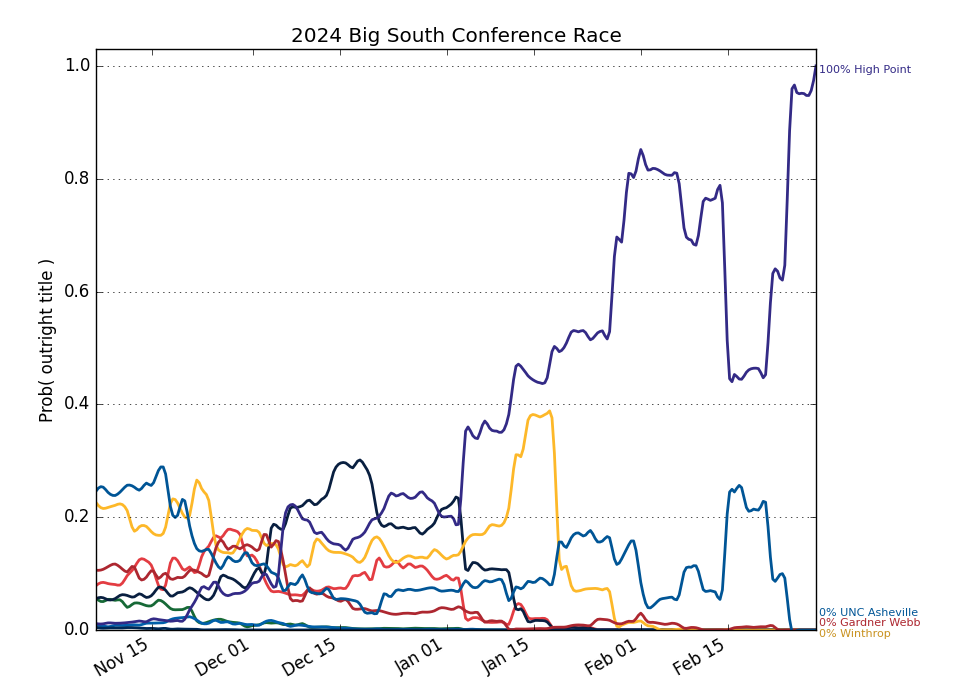 2024 Big South Conference Race
Prob( outright title )
1.0
0.8
0.6
0.4
0.2
0.0
Nov 15
Dec 01
Dec 15
Jan 01
Jan 15
Feb 01
Feb 15
100% High Point
0% UNC Asheville
0% Gardner Webb
0% Winthrop